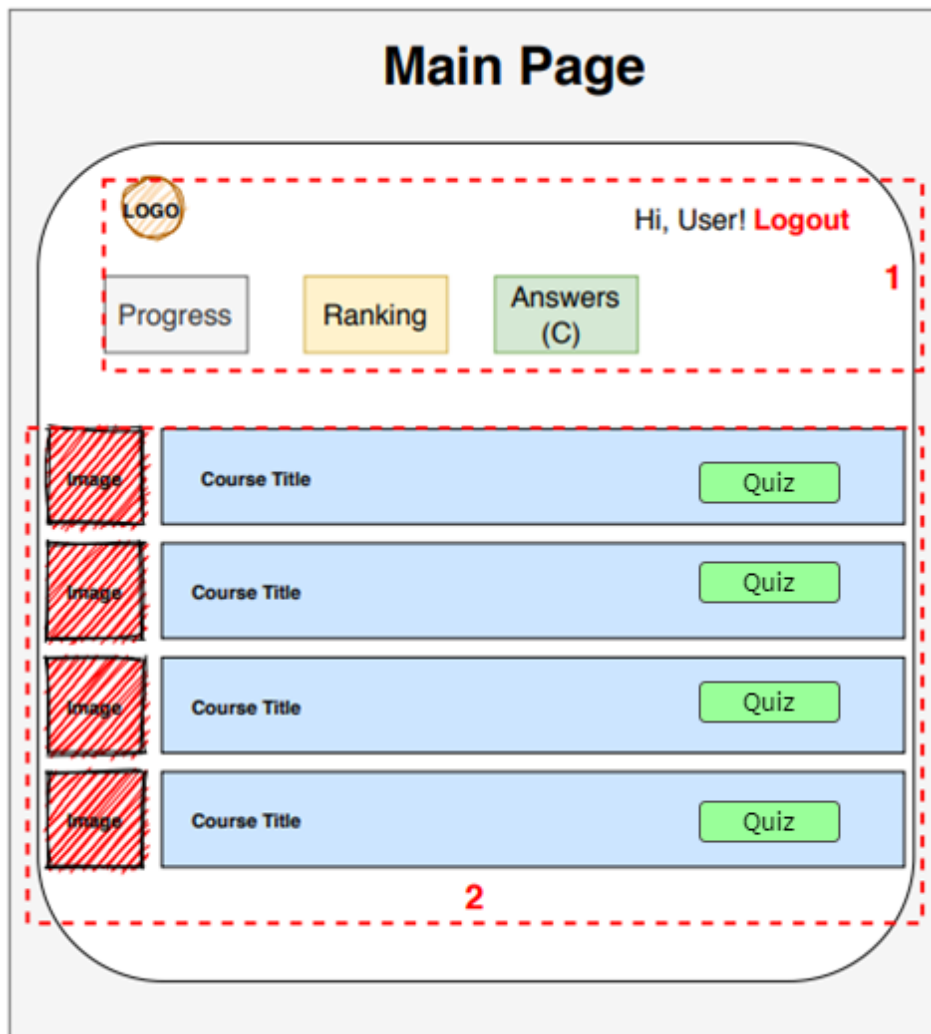 Main Page
LOGO
Hi, User! Logout
1
Progress
Ranking
Answers
(C)
Image
Course Title
Quiz
Image
Course Title
Quiz
Image
Course Title
Quiz
Image
Course Title
Quiz
2